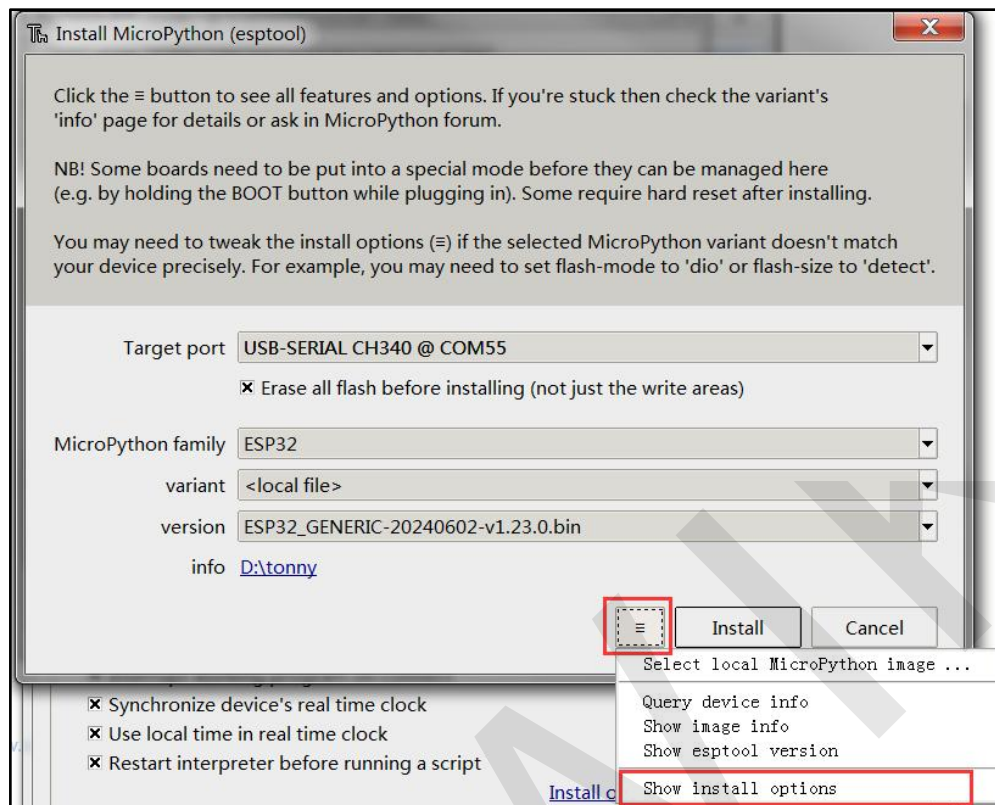 Install MicroPython (esptool)
X
Click the ≡ button to see all features and options. If you're stuck then check the variant's
'info' page for details or ask in MicroPython forum.
NB! Some boards need to be put into a special mode before they can be managed here
(e.g. by holding the BOOT button while plugging in). Some require hard reset after installing.
You may need to tweak the install options (≡) if the selected MicroPython variant doesn't match
your device precisely. For example, you may need to set flash-mode to 'dio' or flash-size to 'detect'.
Target port USB-SERIAL CH340 @ COM55
Erase all flash before installing (not just the write areas)
MicroPython family ESP32
variant <local file>
version ESP32_GENERIC-20240602-v1.23.0.bin
info D:\tonny
≡ Install Cancel
Select local MicroPython image ...
Query device info
Show image info
Show esptool version
Show install options
Synchronize device's real time clock
Use local time in real time clock
Restart interpreter before running a script
Install